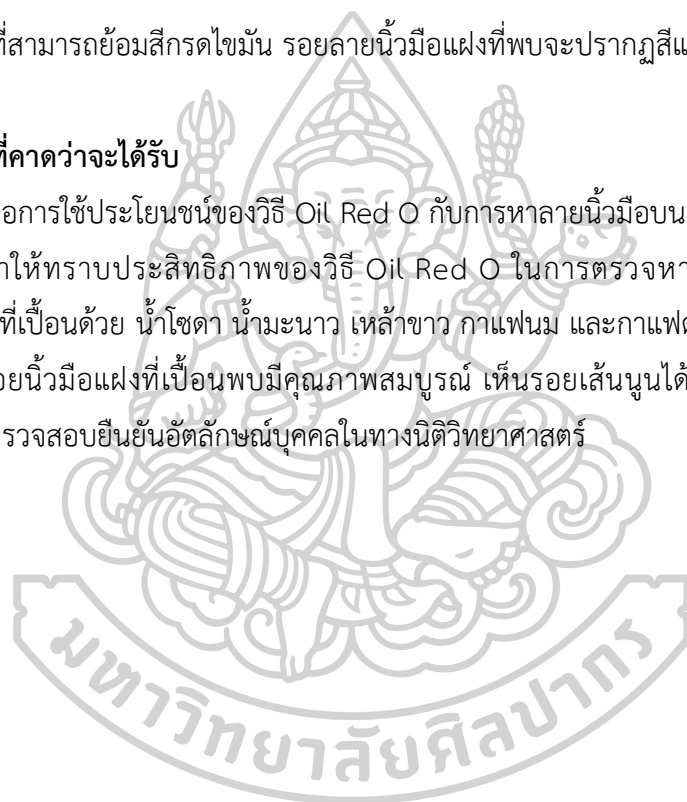 ที่สามารถย้อมสีกรดไขมัน รอยลายนิ้วมือแฝงที่พบจะปรากฏสีแ
ที่คาดว่าจะได้รับ
อการใช้ประโยนชน์ของวิธี Oil Red O กับการหาลายนิ้วมือบน
าให้ทราบประสิทธิภาพของวิธี Oil Red O ในการตรวจหา
ที่เปื้อนด้วย น้ำโซดา น้ำมะนาว เหล้าขาว กาแฟนม และกาแฟด
อยนิ้วมือแฝงที่เปื้อนพบมีคุณภาพสมบูรณ์ เห็นรอยเส้นนูนได้
รวจสอบยืนยันอัตลักษณ์บุคคลในทางนิติวิทยาศาสตร์
มหาวิทยาลัยศิลปากร